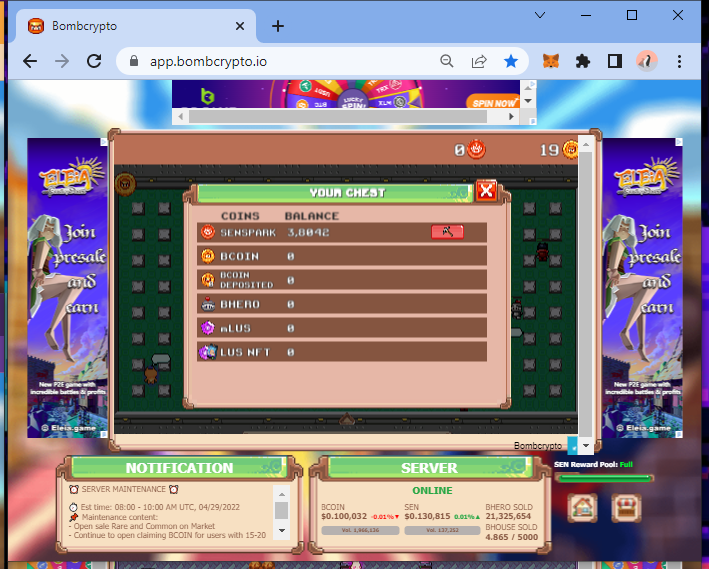 Bombcrypto
app.bombcrypto.io
LUCKY
SPIN
SPIN NOW
0
19
ELEIA
Join
presale
and
earn
New P2E game with
incredible battles & profits
© Eleia.game
YOUR CHEST
COINS BALANCE
SENSPARK 3,8042
BCOIN 0
BCOIN
DEPOSITED 0
BHERO 0
mLUS 0
LUS NFT 0
ELEIA
Join
presale
and
earn
New P2E game with
incredible battles & profits
© Eleia.game
Bombcrypto
NOTIFICATION
SERVER MAINTENANCE
Est time: 08:00 - 10:00 AM UTC, 04/29/2022
Maintenance content:
- Open sale Rare and Common on Market
- Continue to open claiming BCOIN for users with 15-20
SERVER
ONLINE
BCOIN
$0.100,032 -0.01%▼
SEN
$0.130,815 0.01%▲
BHERO SOLD
21,325,654
BHOUSE SOLD
4.865 / 5000
SEN Reward Pool: Full